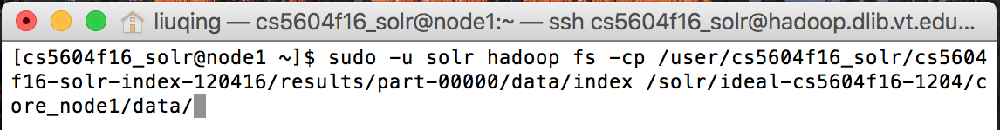 liuqing — cs5604f16_solr@node1:~ — ssh cs5604f16_solr@hadoop.dlib.vt.edu...
[cs5604f16_solr@node1 ~]$ sudo -u solr hadoop fs -cp /user/cs5604f16_solr/cs5604
f16-solr-index-120416/results/part-00000/data/index /solr/ideal-cs5604f16-1204/c
ore_node1/data/